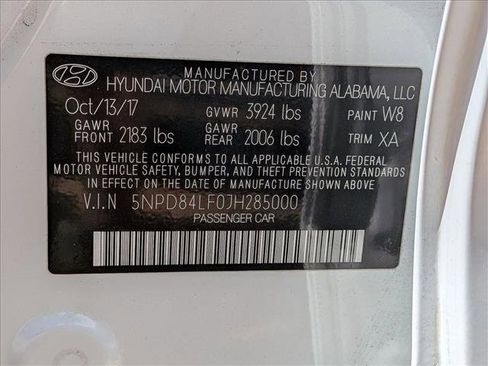 MANUFACTURED BY
HYUNDAI MOTOR MANUFACTURING ALABAMA, LLC
Oct/13/17 GVWR 3924 lbs PAINT W8
GAWR FRONT 2183 lbs GAWR REAR 2006 lbs TRIM XA
THIS VEHICLE CONFORMS TO ALL APPLICABLE U.S.A. FEDERAL
MOTOR VEHICLE SAFETY, BUMPER, AND THEFT PREVENTION STANDARDS
IN EFFECT ON THE DATE OF MANUFACTURE SHOWN ABOVE.
V.I.N 5NPD84LF0JH285000
PASSENGER CAR